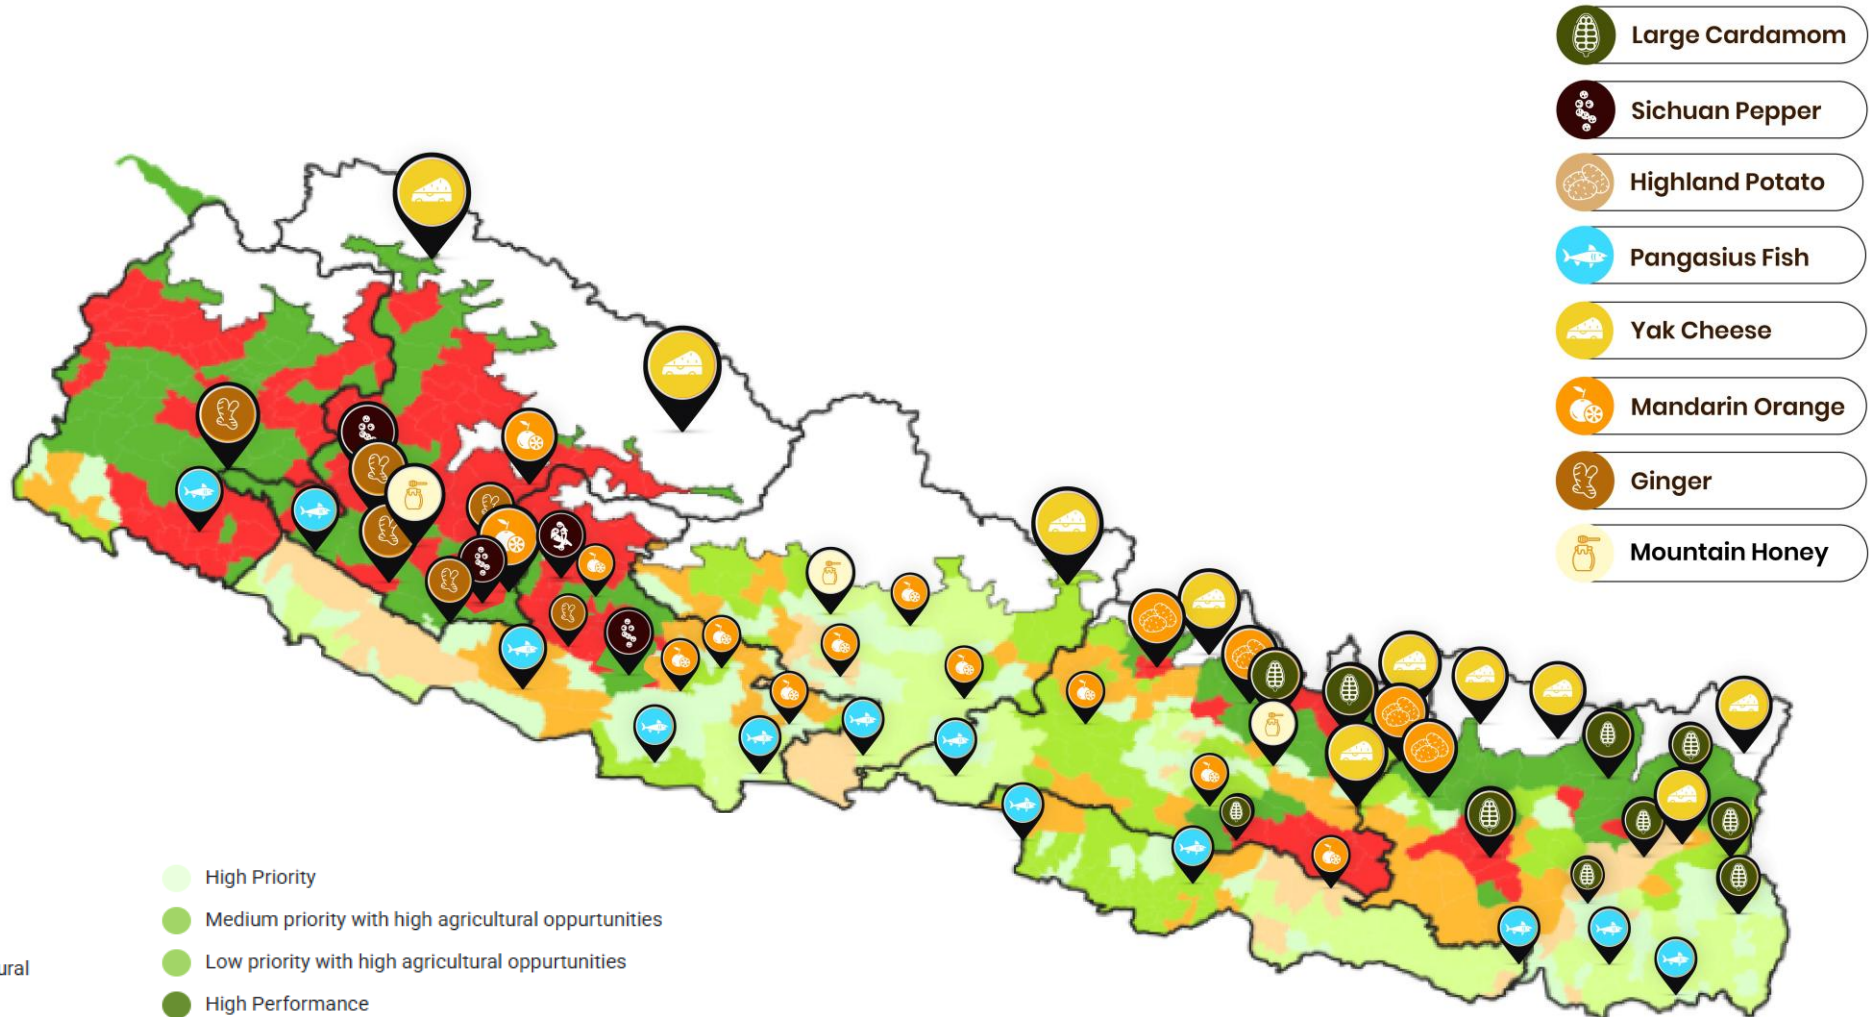 Large Cardamom
Sichuan Pepper
Highland Potato
Pangasius Fish
Yak Cheese
Mandarin Orange
Ginger
Mountain Honey
High Priority
Medium priority with high agricultural oppurtunities
Low priority with high agricultural oppurtunities
ural
High Performance